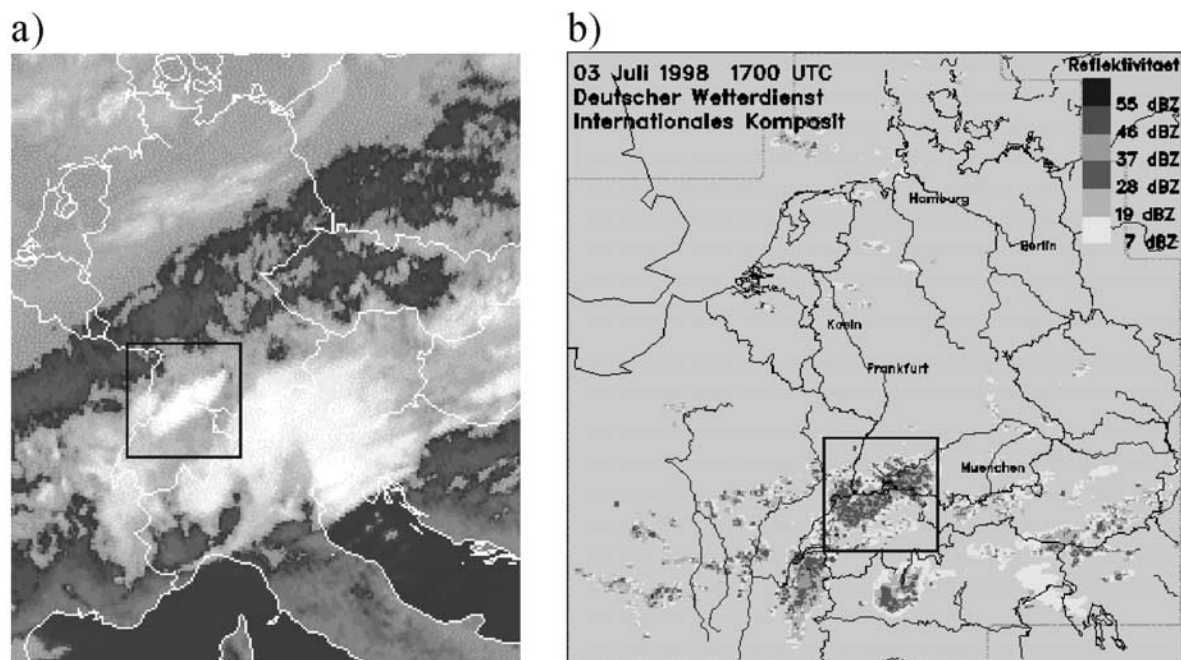 a)
b)
03 Juli 1998 1700 UTC
Deutscher Wetterdienst
Internationales Komposit
Reflektivitaet
55 dBZ
46 dBZ
37 dBZ
28 dBZ
19 dBZ
7 dBZ
Hamburg
Berlin
Koeln
Frankfurt
Muenchen